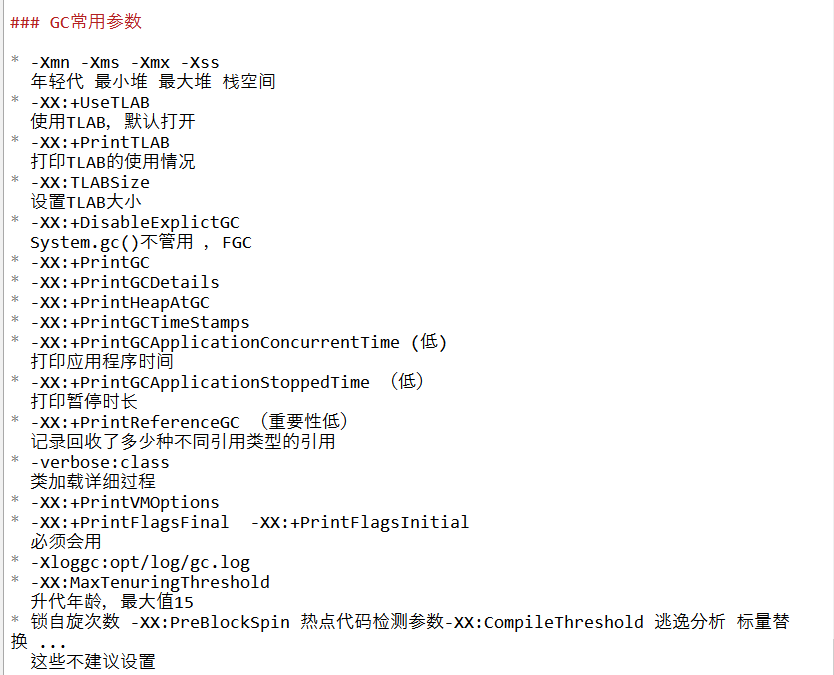 ### GC常用参数
* -Xmn -Xms -Xmx -Xss
年轻代 最小堆 最大堆 栈空间
* -XX:+UseTLAB
使用TLAB，默认打开
* -XX:+PrintTLAB
打印TLAB的使用情况
* -XX:TLABSize
设置TLAB大小
* -XX:+DisableExplictGC
System.gc()不管用 ，FGC
* -XX:+PrintGC
* -XX:+PrintGCDetails
* -XX:+PrintHeapAtGC
* -XX:+PrintGCTimeStamps
* -XX:+PrintGCApplicationConcurrentTime (低)
打印应用程序时间
* -XX:+PrintGCApplicationStoppedTime （低）
打印暂停时长
* -XX:+PrintReferenceGC （重要性低）
记录回收了多少种不同引用类型的引用
* -verbose:class
类加载详细过程
* -XX:+PrintVMOptions
* -XX:+PrintFlagsFinal  -XX:+PrintFlagsInitial
必须会用
* -Xloggc:opt/log/gc.log
* -XX:MaxTenuringThreshold
升代年龄，最大值15
* 锁自旋次数 -XX:PreBlockSpin 热点代码检测参数-XX:CompileThreshold 逃逸分析 标量替
换 ...
这些不建议设置